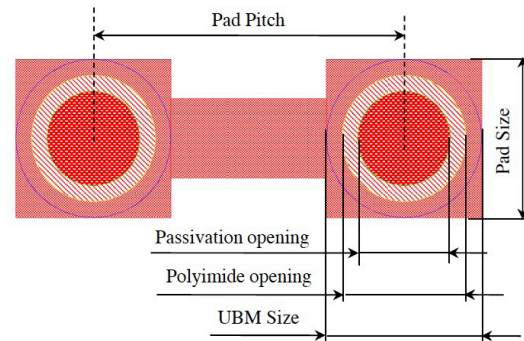 Pad Pitch
Pad Size
Passivation opening
Polyimide opening
UBM Size